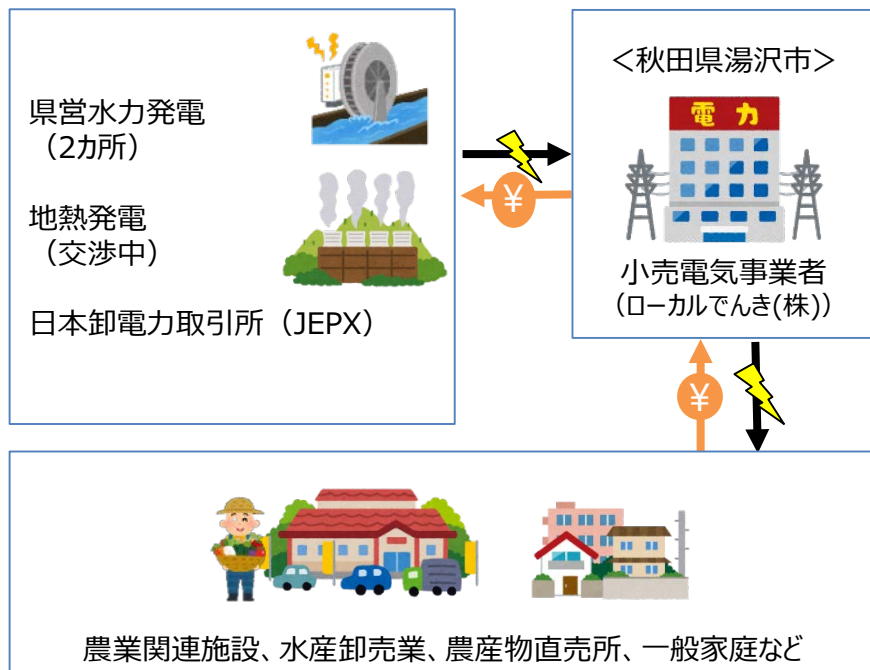 県営水力発電
（2カ所）
地熱発電
（交渉中）
日本卸電力取引所（JEPX）
¥
＜秋田県湯沢市＞
電力
小売電気事業者
（ローカルでんき(株)）
¥
農業関連施設、水産卸売業、農産物直売所、一般家庭など